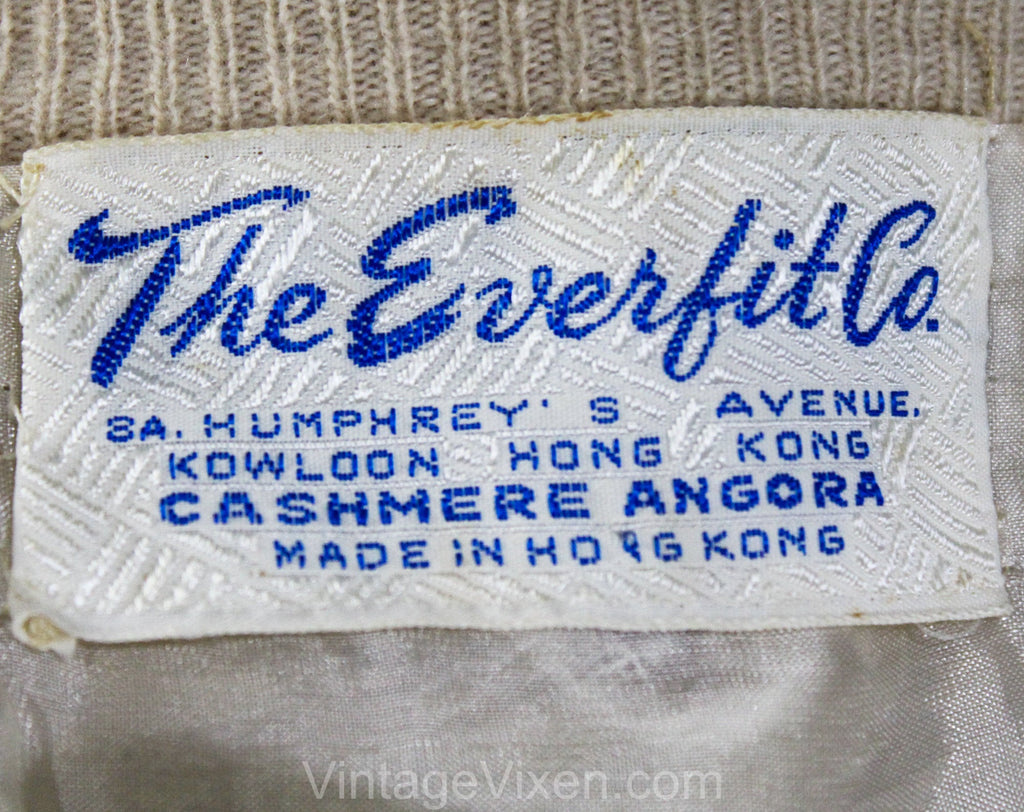 The Everfit Co.
8A. HUMPHREY'S AVENUE.
KOWLOON HONG KONG
CASHMERE ANGORA
MADE IN HONG KONG
VintageVixen.com